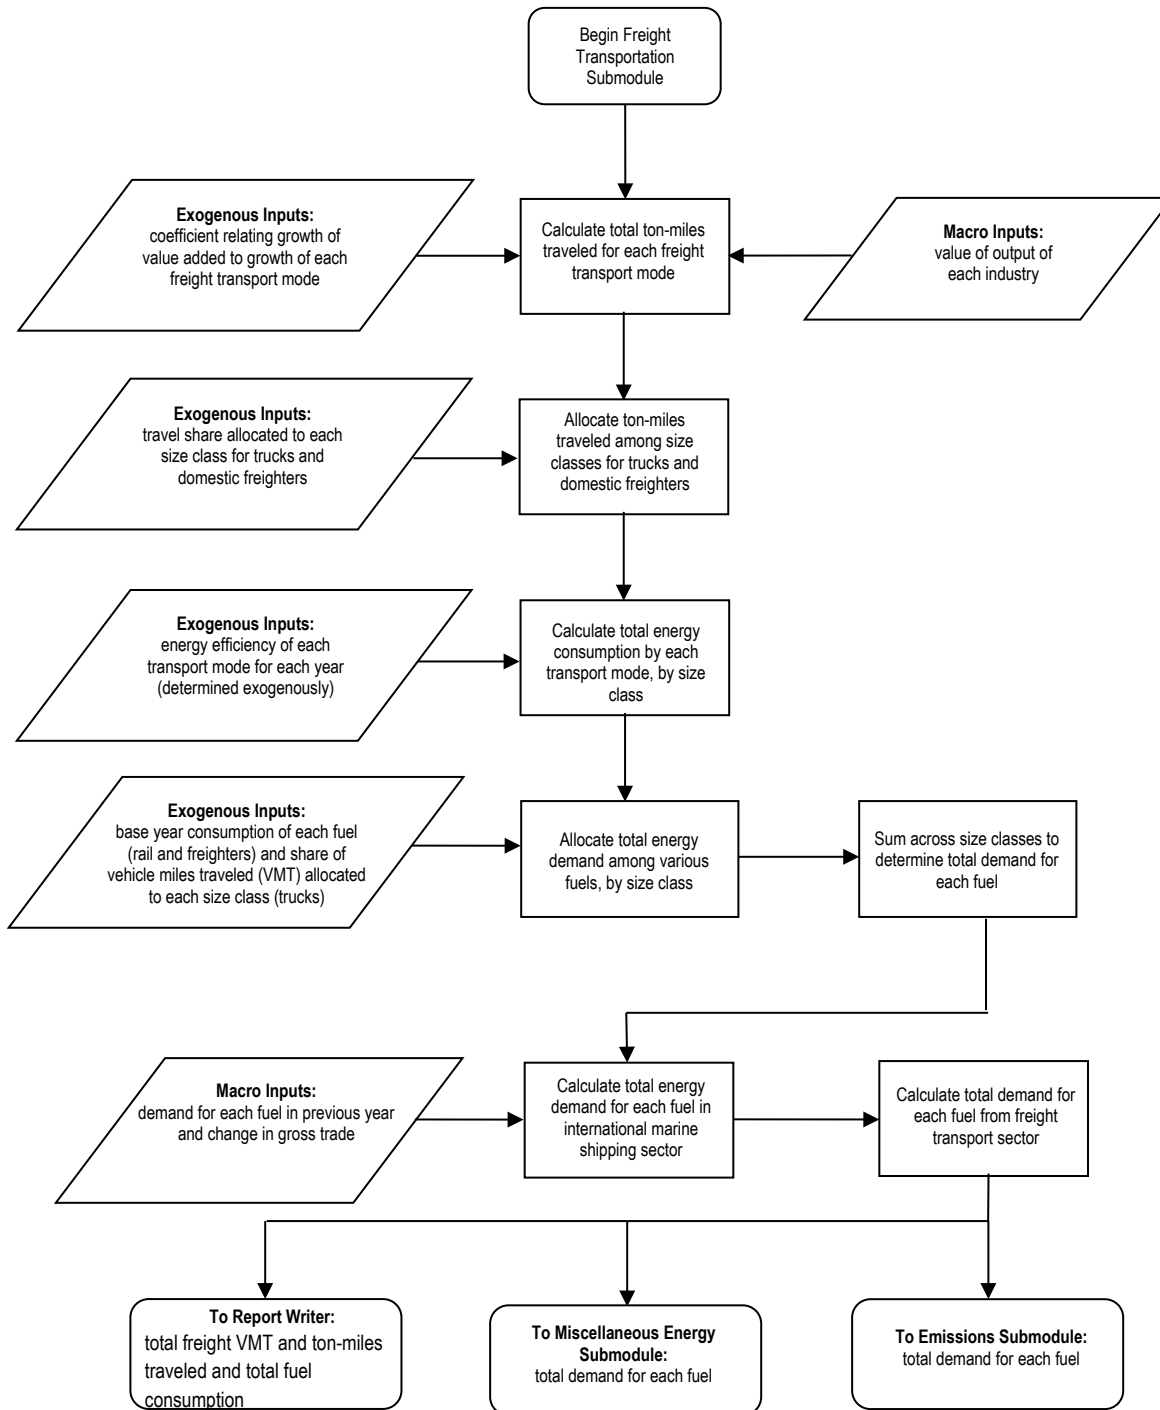 Begin Freight
Transportation
Submodule
Exogenous Inputs:
coefficient relating growth of
value added to growth of each
freight transport mode
Calculate total ton-miles
traveled for each freight
transport mode
Macro Inputs:
value of output of
each industry
Exogenous Inputs:
travel share allocated to each
size class for trucks and
domestic freighters
Allocate ton-miles
traveled among size
classes for trucks and
domestic freighters
Exogenous Inputs:
energy efficiency of each
transport mode for each year
(determined exogenously)
Calculate total energy
consumption by each
transport mode, by size
class
Exogenous Inputs:
base year consumption of each fuel
(rail and freighters) and share of
vehicle miles traveled (VMT) allocated
to each size class (trucks)
Allocate total energy
demand among various
fuels, by size class
Sum across size classes to
determine total demand for
each fuel
Macro Inputs:
demand for each fuel in previous year
and change in gross trade
Calculate total energy
demand for each fuel in
international marine
shipping sector
Calculate total demand for
each fuel from freight
transport sector
To Report Writer:
total freight VMT and ton-miles
traveled and total fuel
consumption
To Miscellaneous Energy
Submodule:
total demand for each fuel
To Emissions Submodule:
total demand for each fuel